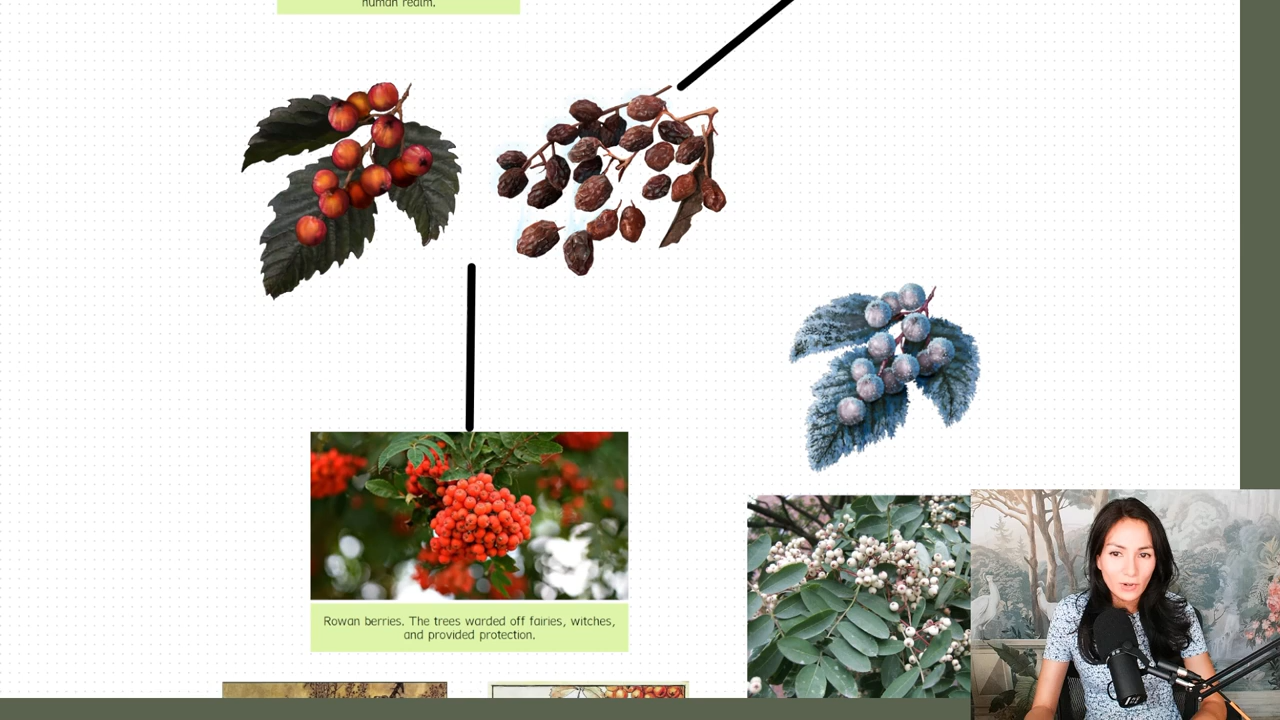 human realm.
Rowan berries. The trees warded off fairies, witches,
and provided protection.